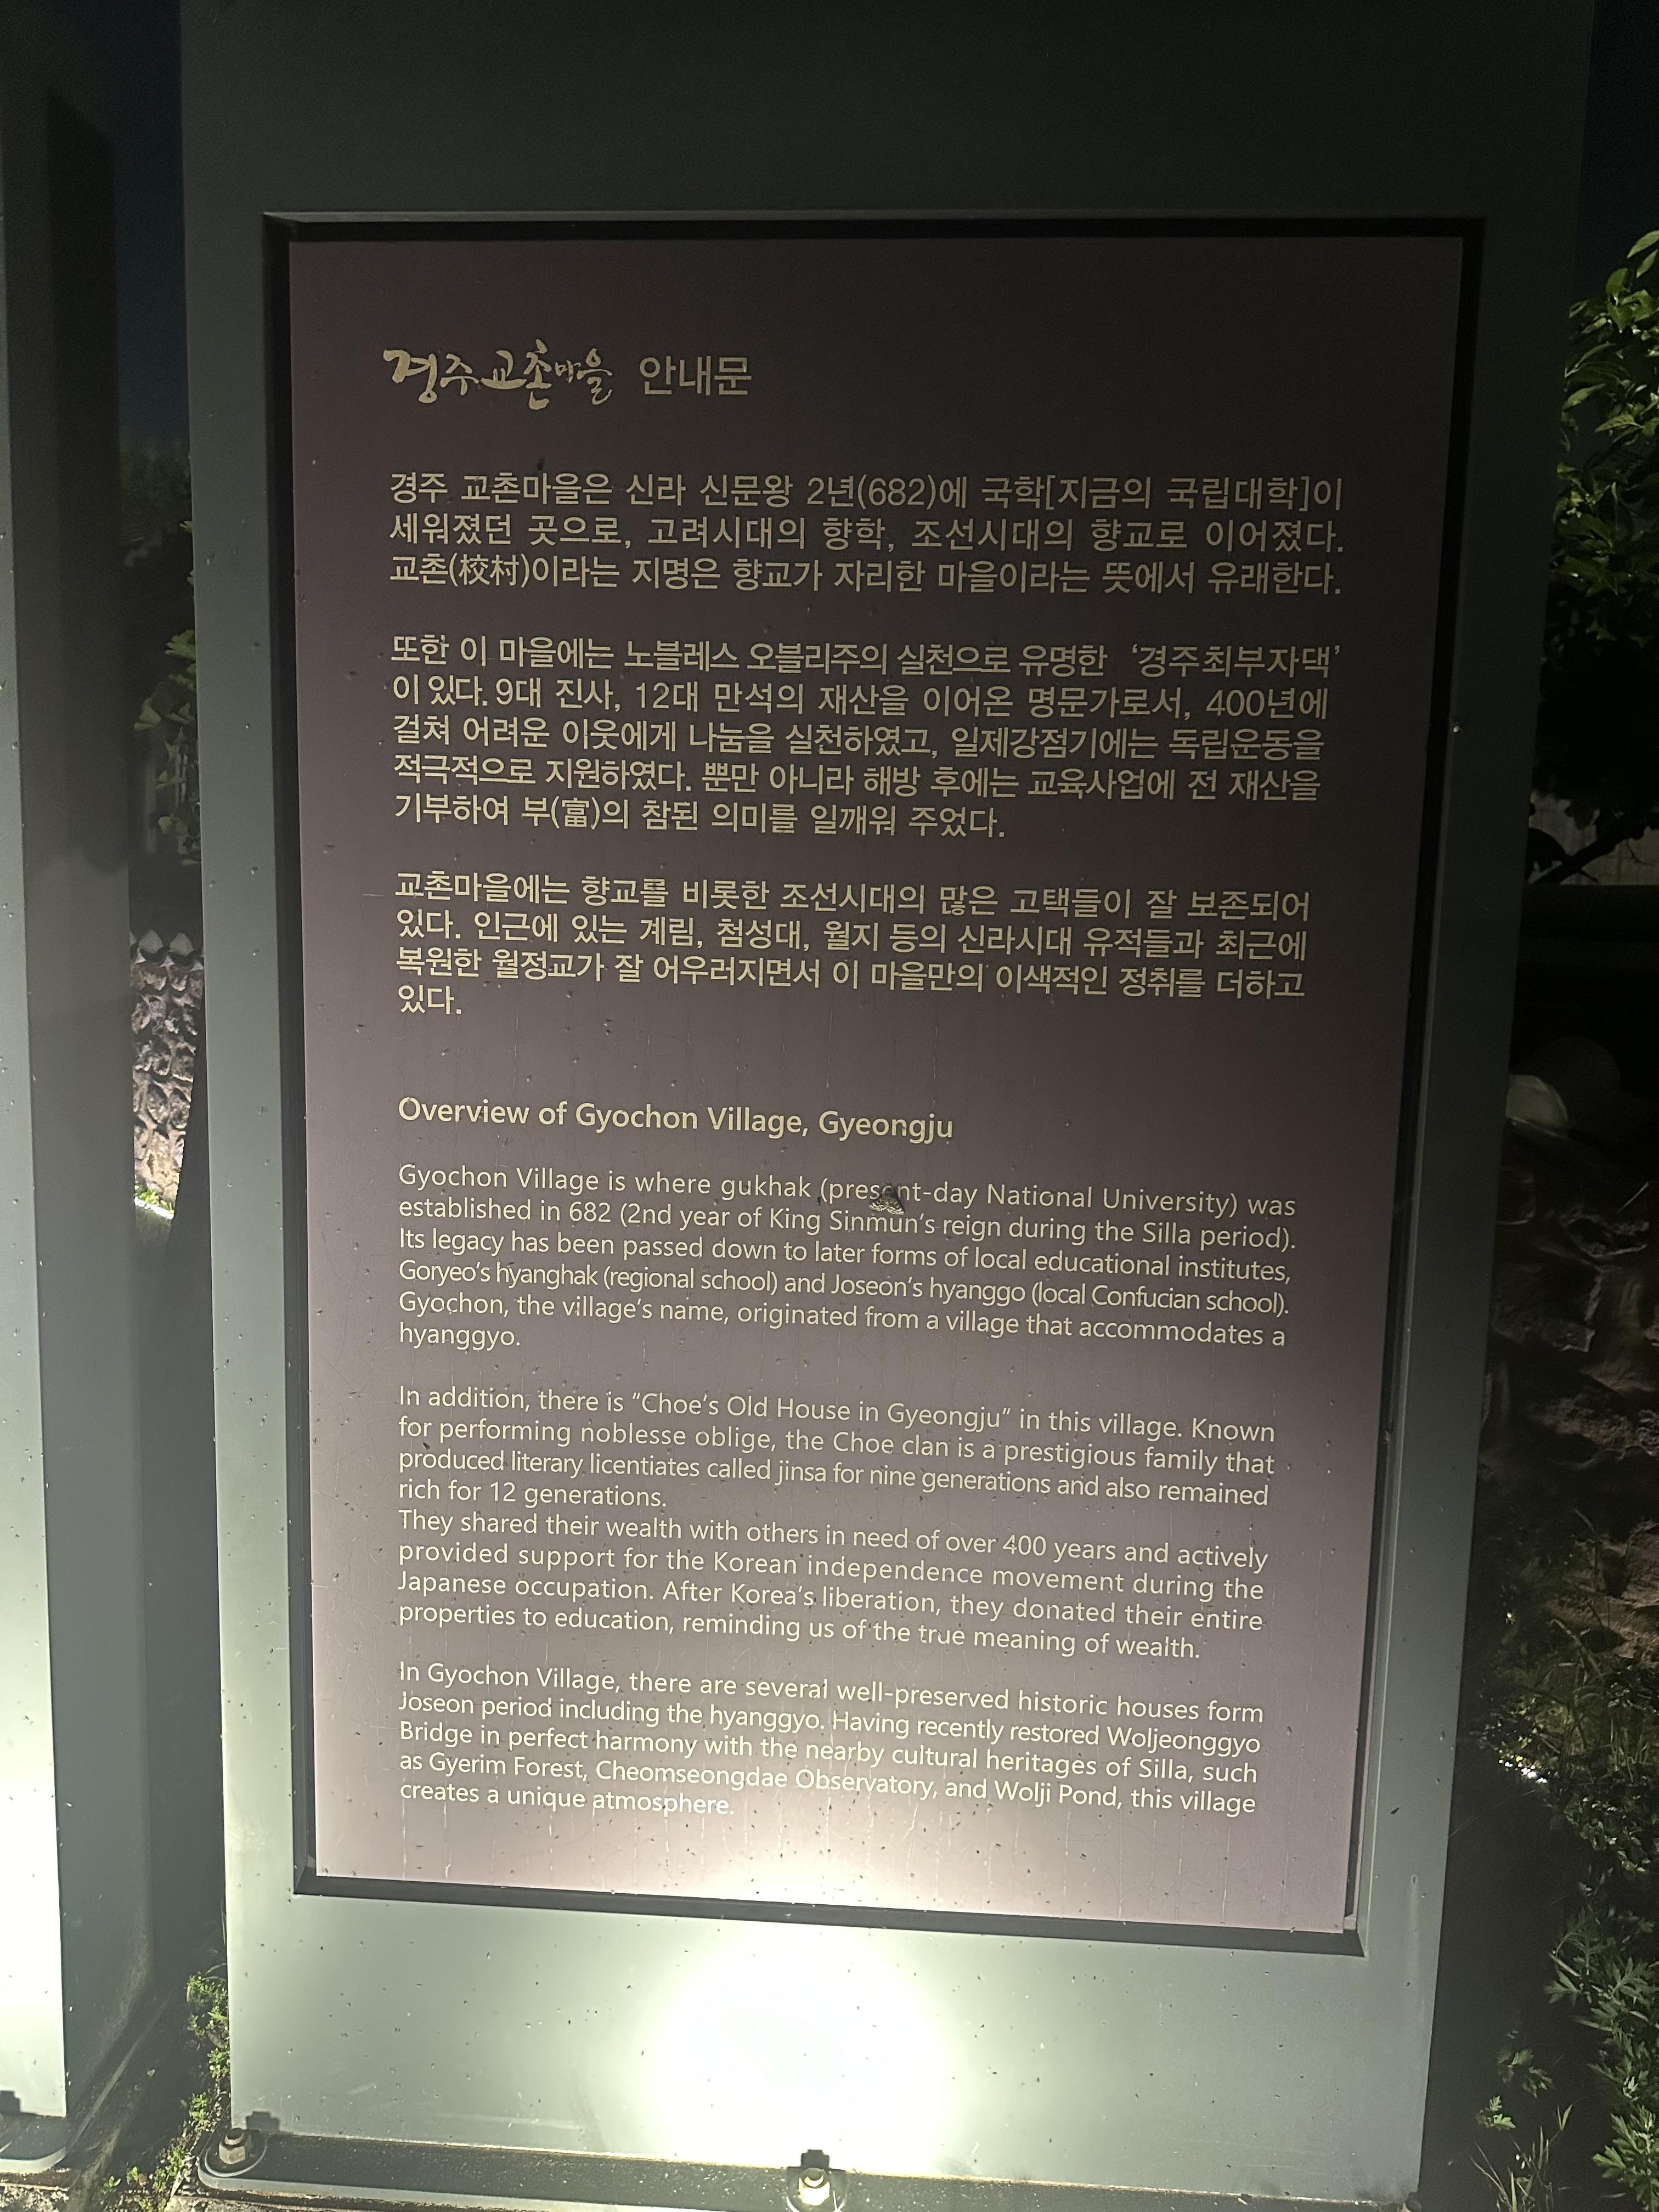 경주교촌마을 안내문
경주 교촌마을은 신라 신문왕 2년(682)에 국학[지금의 국립대학]이
세워졌던 곳으로, 고려시대의 향학, 조선시대의 향교로 이어졌다.
교촌(校村)이라는 지명은 향교가 자리한 마을이라는 뜻에서 유래한다.
또한 이 마을에는 노블레스 오블리주의 실천으로 유명한 ‘경주최부자댁’
이 있다. 9대 진사, 12대 만석의 재산을 이어온 명문가로서, 400년에
걸쳐 어려운 이웃에게 나눔을 실천하였고, 일제강점기에는 독립운동을
적극적으로 지원하였다. 뿐만 아니라 해방 후에는 교육사업에 전 재산을
기부하여 부(富)의 참된 의미를 일깨워 주었다.
교촌마을에는 향교를 비롯한 조선시대의 많은 고택들이 잘 보존되어
있다. 인근에 있는 계림, 첨성대, 월지 등의 신라시대 유적들과 최근에
복원한 월정교가 잘 어우러지면서 이 마을만의 이색적인 정취를 더하고
있다.
Overview of Gyochon Village, Gyeongju
Gyochon Village is where gukhak (present-day National University) was
established in 682 (2nd year of King Sinmun’s reign during the Silla period).
Its legacy has been passed down to later forms of local educational institutes,
Goryeo’s hyanghak (regional school) and Joseon’s hyanggo (local Confucian school).
Gyochon, the village’s name, originated from a village that accommodates a
hyanggyo.
In addition, there is “Choe’s Old House in Gyeongju” in this village. Known
for performing noblesse oblige, the Choe clan is a prestigious family that
produced literary licentiates called jinsa for nine generations and also remained
rich for 12 generations.
They shared their wealth with others in need of over 400 years and actively
provided support for the Korean independence movement during the
Japanese occupation. After Korea’s liberation, they donated their entire
properties to education, reminding us of the true meaning of wealth.
In Gyochon Village, there are several well-preserved historic houses form
Joseon period including the hyanggyo. Having recently restored Woljeonggyo
Bridge in perfect harmony with the nearby cultural heritages of Silla, such
as Gyerim Forest, Cheomseongdae Observatory, and Wolji Pond, this village
creates a unique atmosphere.